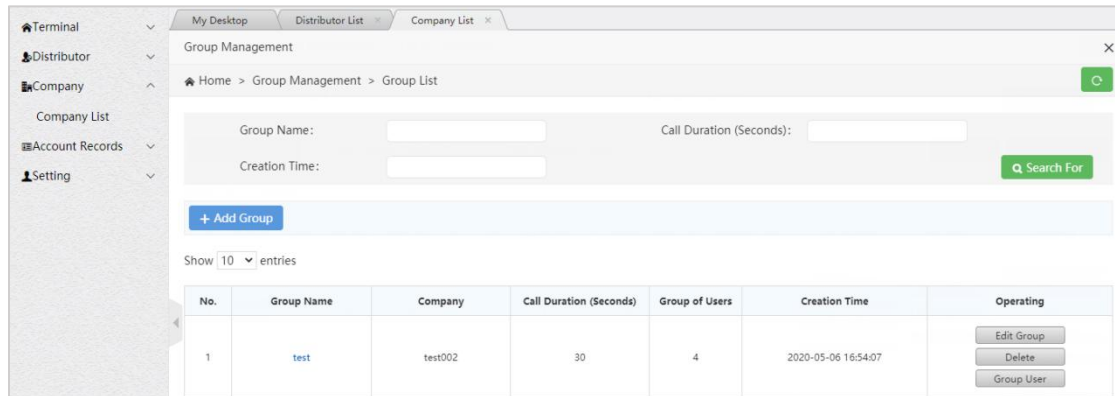 Terminal
Distributor
Company
Company List
Account Records
Setting
My Desktop Distributor List × Company List ×
Group Management ×
Home > Group Management > Group List
Group Name: Call Duration (Seconds):
Creation Time: Search For
+ Add Group
Show 10 entries
No. Group Name Company Call Duration (Seconds) Group of Users Creation Time Operating
1 test test002 30 4 2020-05-06 16:54:07 Edit Group
Delete
Group User